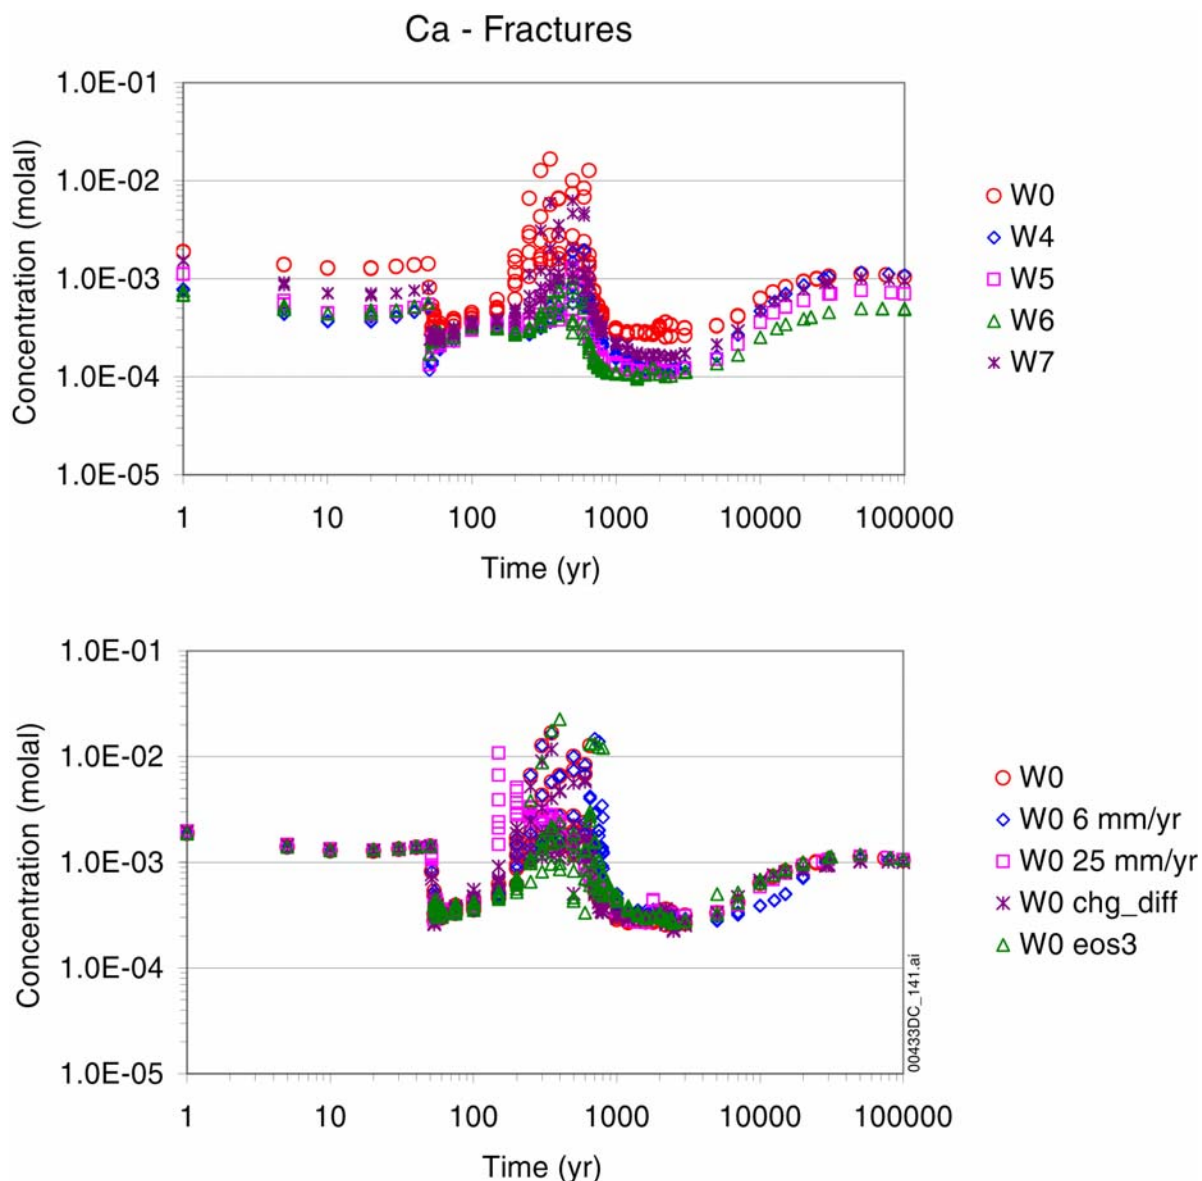 Ca - Fractures
1.0E-01
1.0E-02
1.0E-03
1.0E-04
1.0E-05
Concentration (molal)
1 10 100 1000 10000 100000
Time (yr)
W0
W4
W5
W6
W7
1.0E-01
1.0E-02
1.0E-03
1.0E-04
1.0E-05
Concentration (molal)
1 10 100 1000 10000 100000
Time (yr)
W0
W0 6 mm/yr
W0 25 mm/yr
W0 chg_diff
W0 eos3
00433DC_141.ai